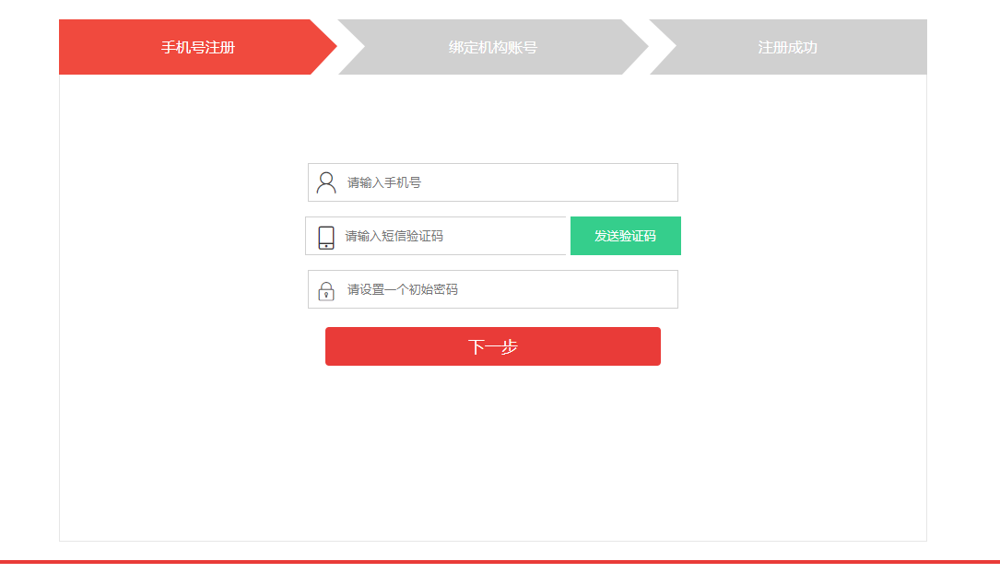 手机号注册
绑定机构账号
注册成功
请输入手机号
请输入短信验证码
发送验证码
请设置一个初始密码
下一步